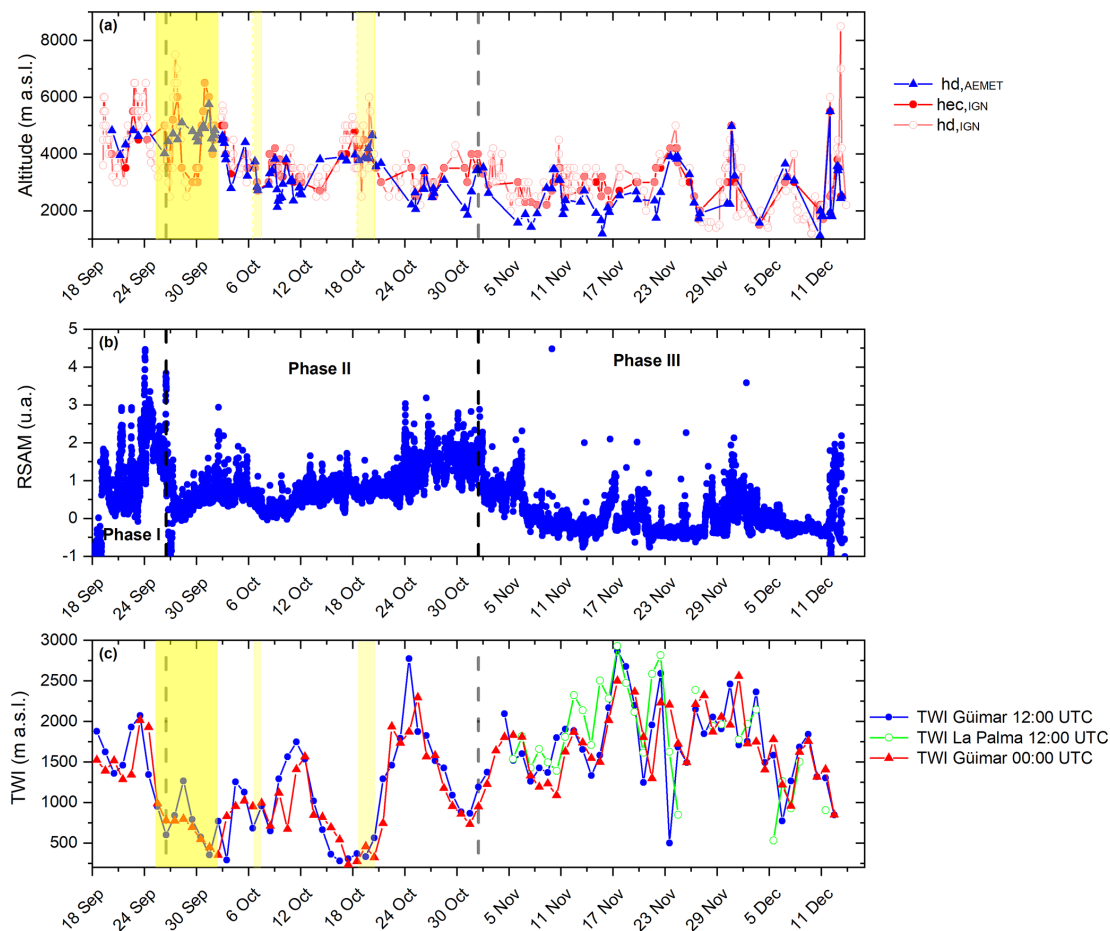 (a)
Altitude (m a.s.l.)
8000
6000
4000
2000
18 Sep
24 Sep
30 Sep
6 Oct
12 Oct
18 Oct
24 Oct
30 Oct
5 Nov
11 Nov
17 Nov
23 Nov
29 Nov
5 Dec
11 Dec
hd,AEMET
hec,IGN
hd,IGN
(b)
RSAM (u.a.)
5
4
3
2
1
0
-1
Phase I
Phase II
Phase III
18 Sep
24 Sep
30 Sep
6 Oct
12 Oct
18 Oct
24 Oct
30 Oct
5 Nov
11 Nov
17 Nov
23 Nov
29 Nov
5 Dec
11 Dec
(c)
TWI (m a.s.l.)
3000
2500
2000
1500
1000
500
18 Sep
24 Sep
30 Sep
6 Oct
12 Oct
18 Oct
24 Oct
30 Oct
5 Nov
11 Nov
17 Nov
23 Nov
29 Nov
5 Dec
11 Dec
TWI Güimar 12:00 UTC
TWI La Palma 12:00 UTC
TWI Güimar 00:00 UTC